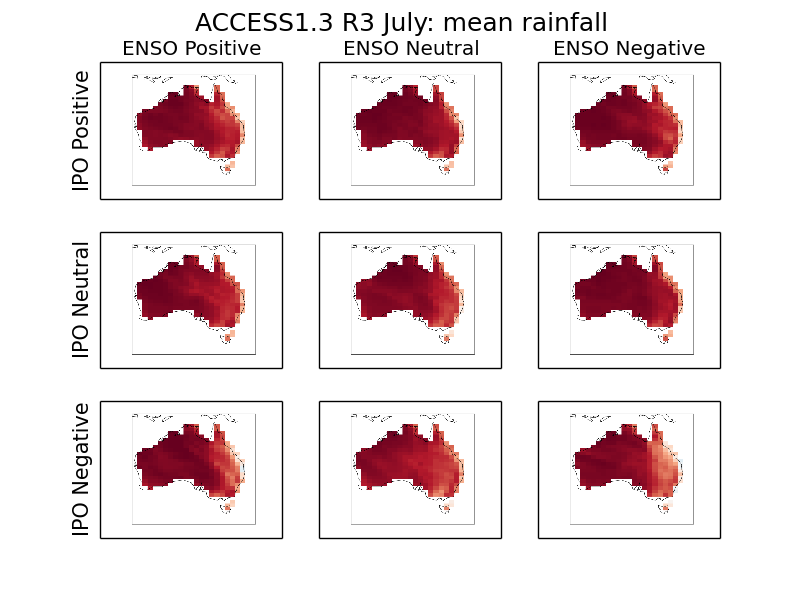 ACCESS1.3 R3 July: mean rainfall
ENSO Positive
ENSO Neutral
ENSO Negative
IPO Positive
IPO Neutral
IPO Negative